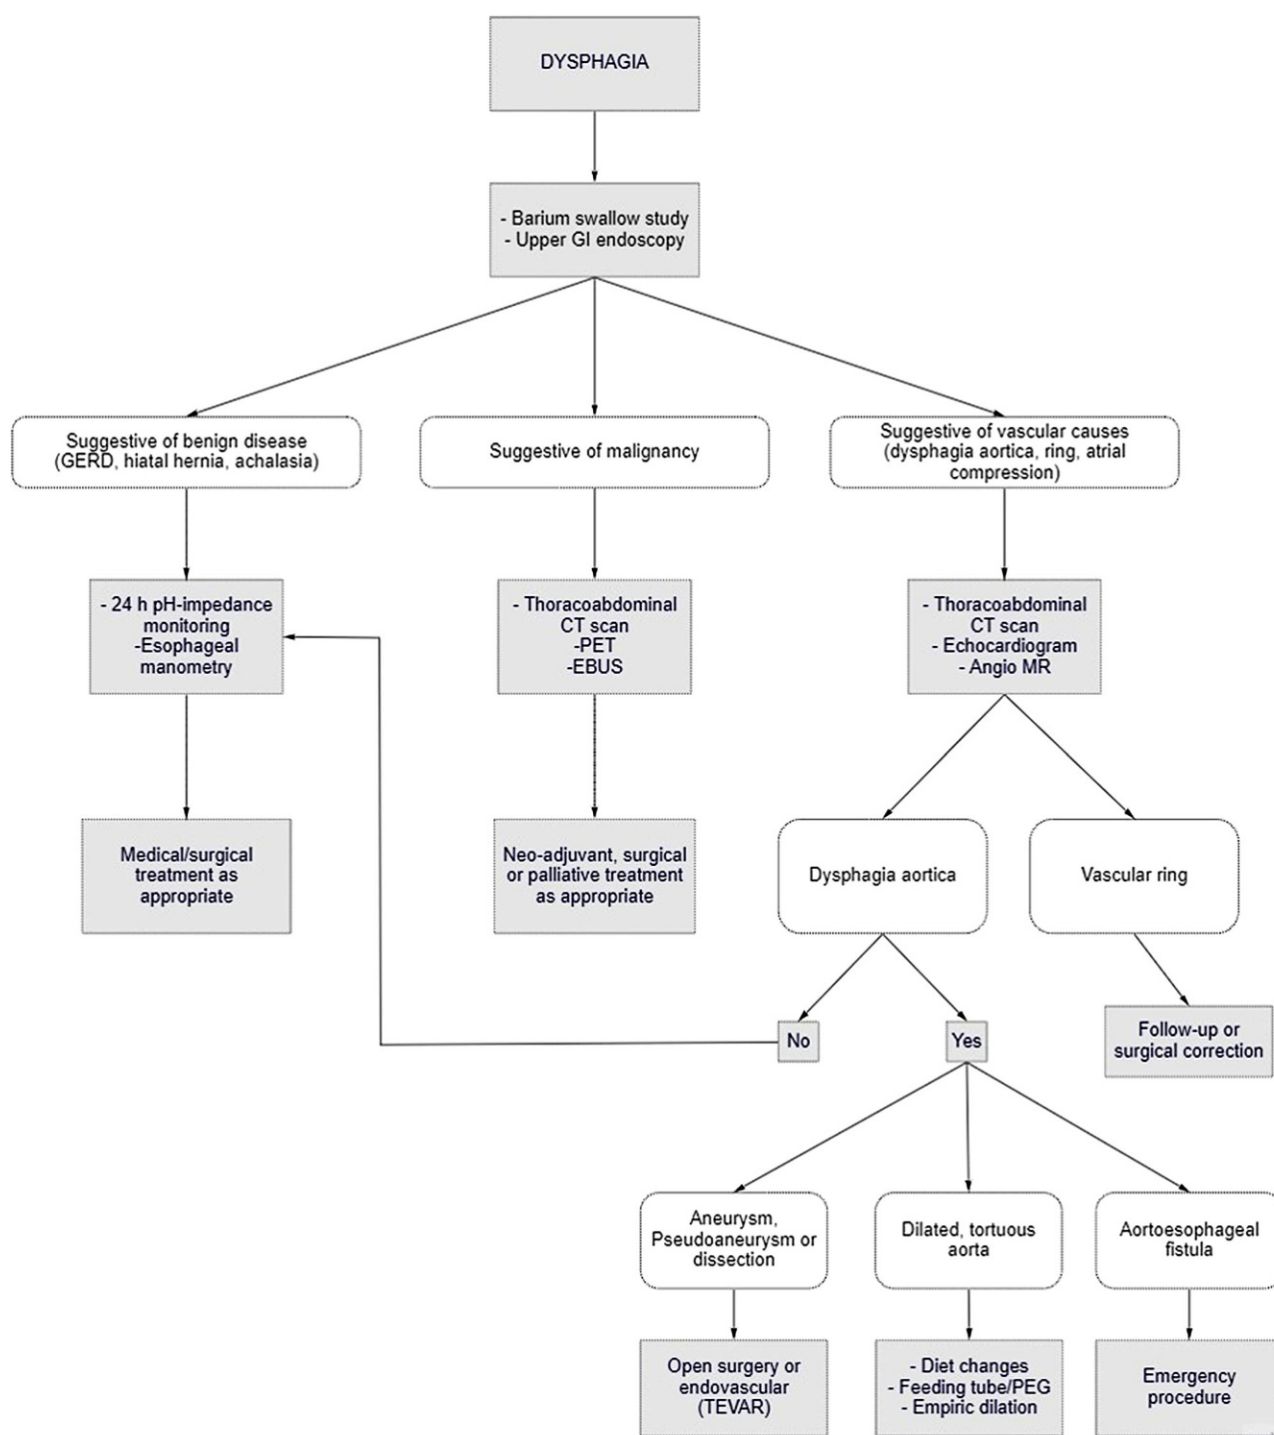 DYSPHAGIA
- Barium swallow study
- Upper GI endoscopy
Suggestive of benign disease
(GERD, hiatal hernia, achalasia)
Suggestive of malignancy
Suggestive of vascular causes
(dysphagia aortica, ring, atrial
compression)
- 24 h pH-impedance
monitoring
-Esophageal
manometry
- Thoracoabdominal
CT scan
-PET
-EBUS
- Thoracoabdominal
CT scan
- Echocardiogram
- Angio MR
Medical/surgical
treatment as
appropriate
Neo-adjuvant, surgical
or palliative treatment
as appropriate
Dysphagia aortica
Vascular ring
No
Yes
Follow-up or
surgical correction
Aneurysm,
Pseudoaneurysm or
dissection
Dilated, tortuous
aorta
Aortoesophageal
fistula
Open surgery or
endovascular
(TEVAR)
- Diet changes
- Feeding tube/PEG
- Empiric dilation
Emergency
procedure